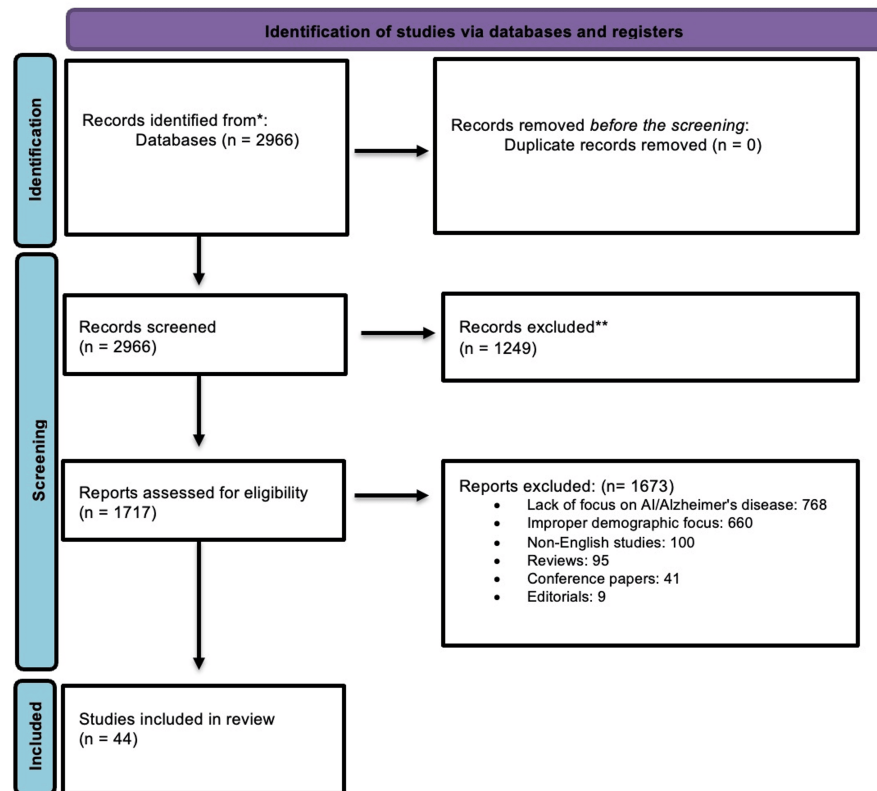 Identification of studies via databases and registers
Identification
Records identified from*:
Databases (n = 2966)
Records removed before the screening:
Duplicate records removed (n = 0)
Screening
Records screened
(n = 2966)
Records excluded**
(n = 1249)
Reports assessed for eligibility
(n = 1717)
Reports excluded: (n= 1673)
• Lack of focus on AI/Alzheimer's disease: 768
• Improper demographic focus: 660
• Non-English studies: 100
• Reviews: 95
• Conference papers: 41
• Editorials: 9
Included
Studies included in review
(n = 44)